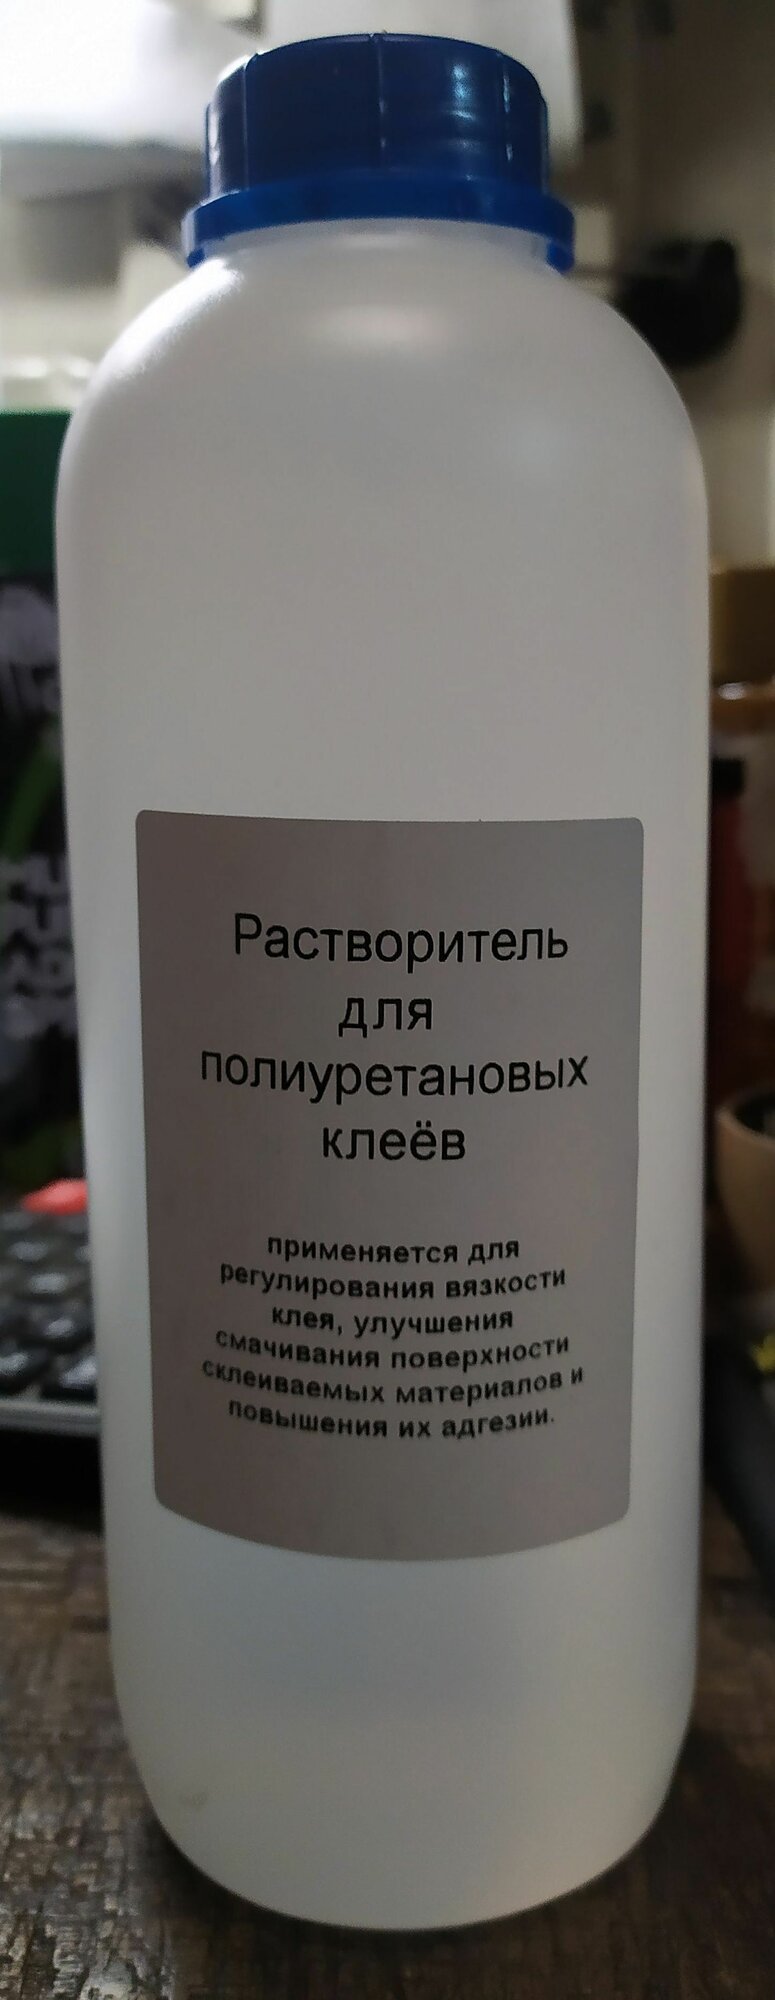 Растворитель
для
полиуретановых
клеёв
применяется для
регулирования вязкости
клея, улучшения
смачивания поверхности
склеиваемых материалов и
повышения их адгезии.